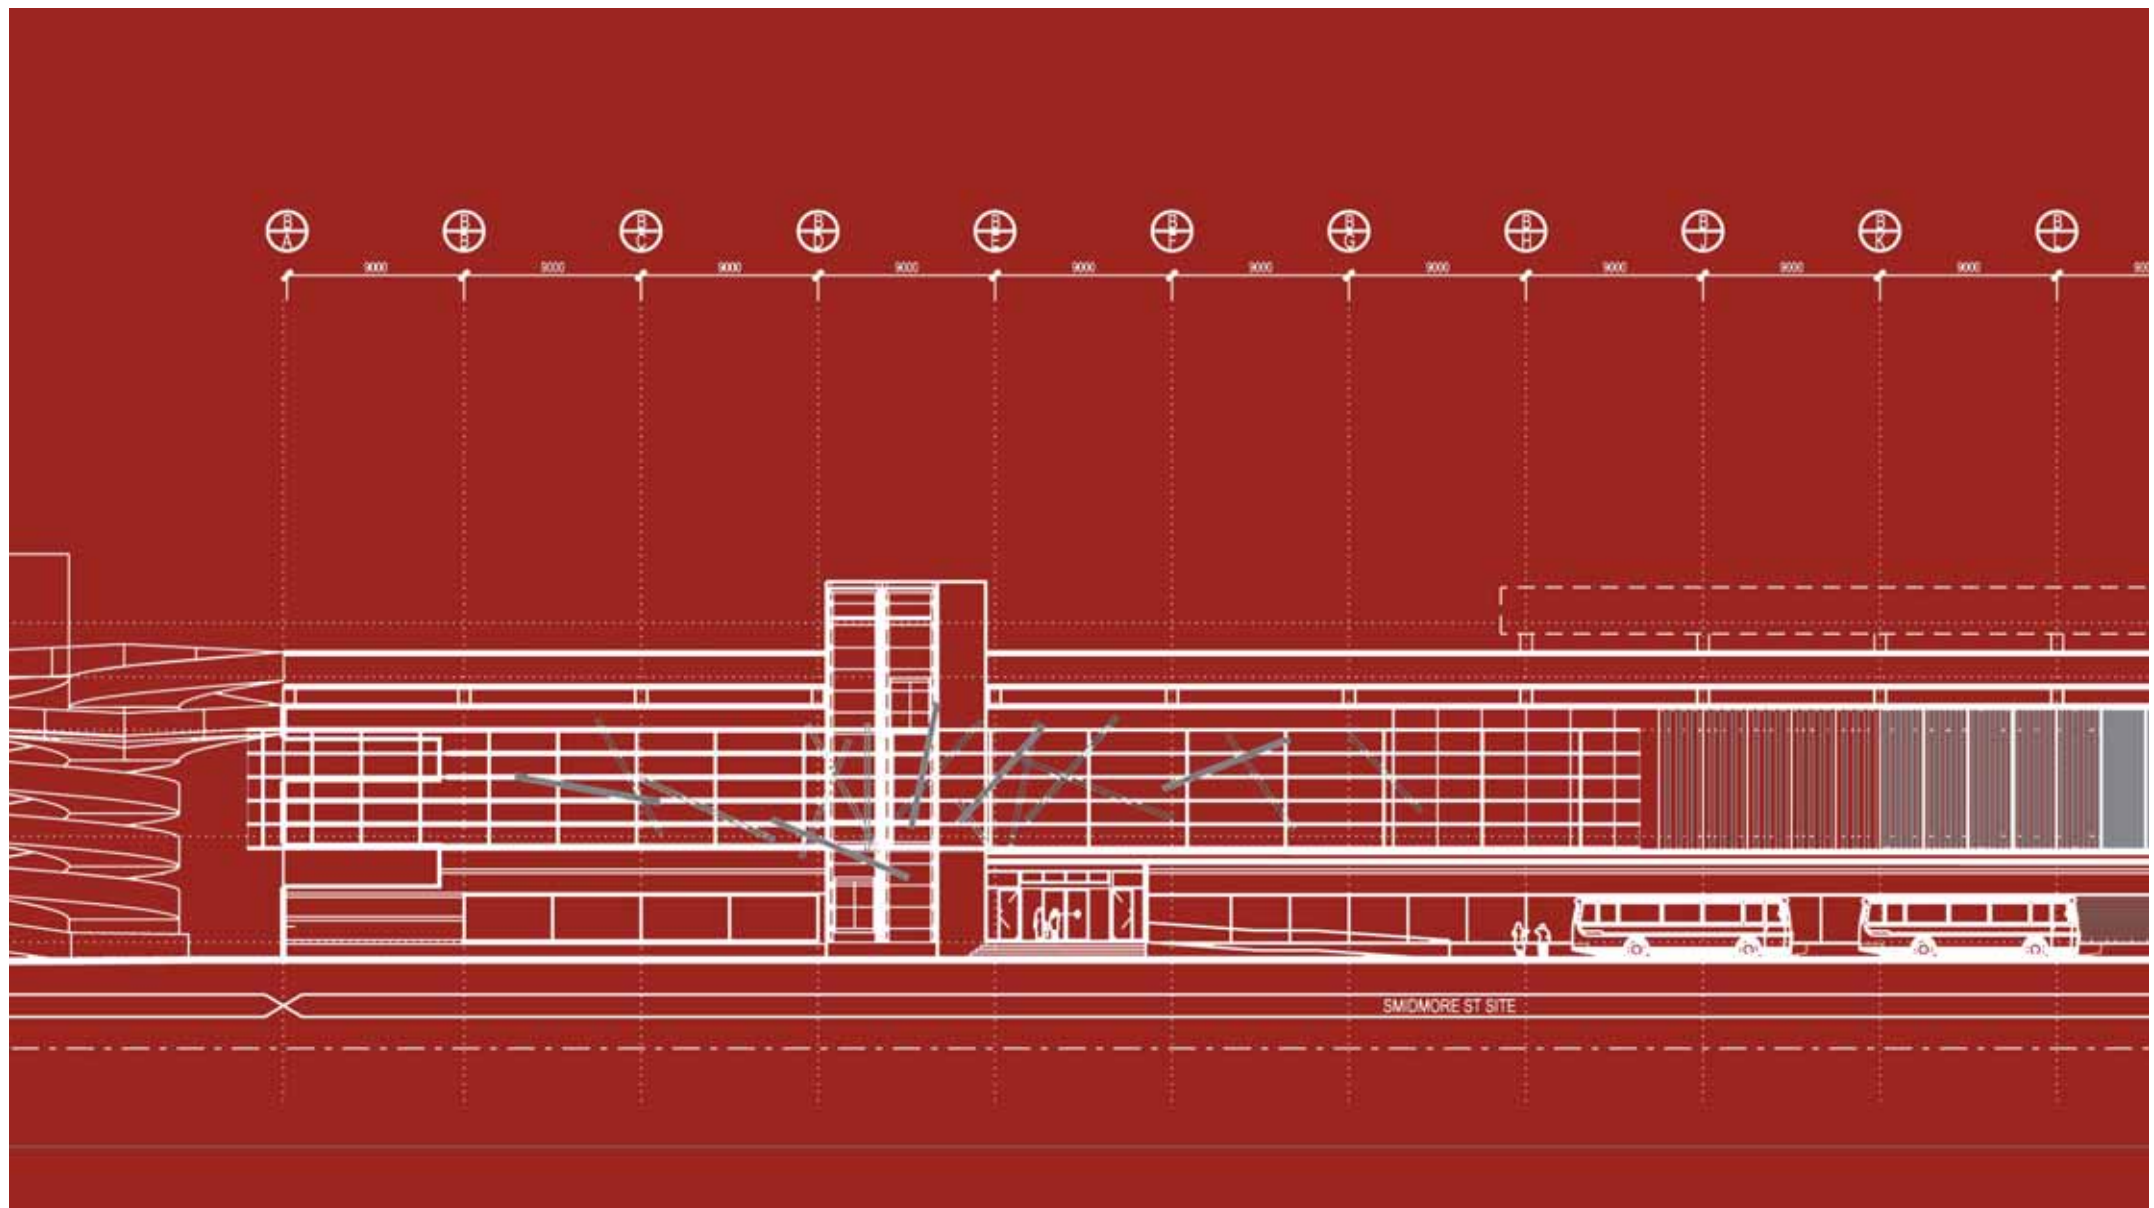 B B B B B B B B B B B
A B C D E F G H J K L
9000 9000 9000 9000 9000 9000 9000 9000 9000 9000
SMIDMORE ST SITE